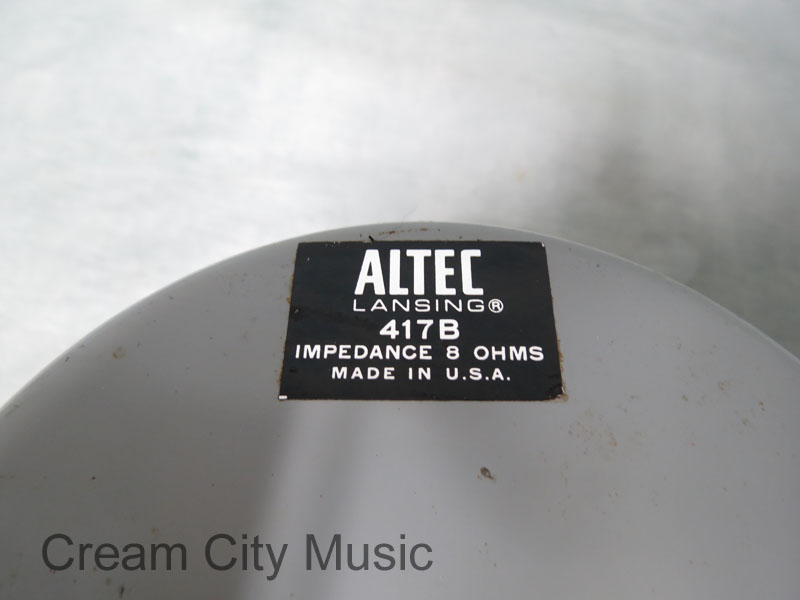 ALTEC
LANSING®
417B
IMPEDANCE 8 OHMS
MADE IN U.S.A.
Cream City Music